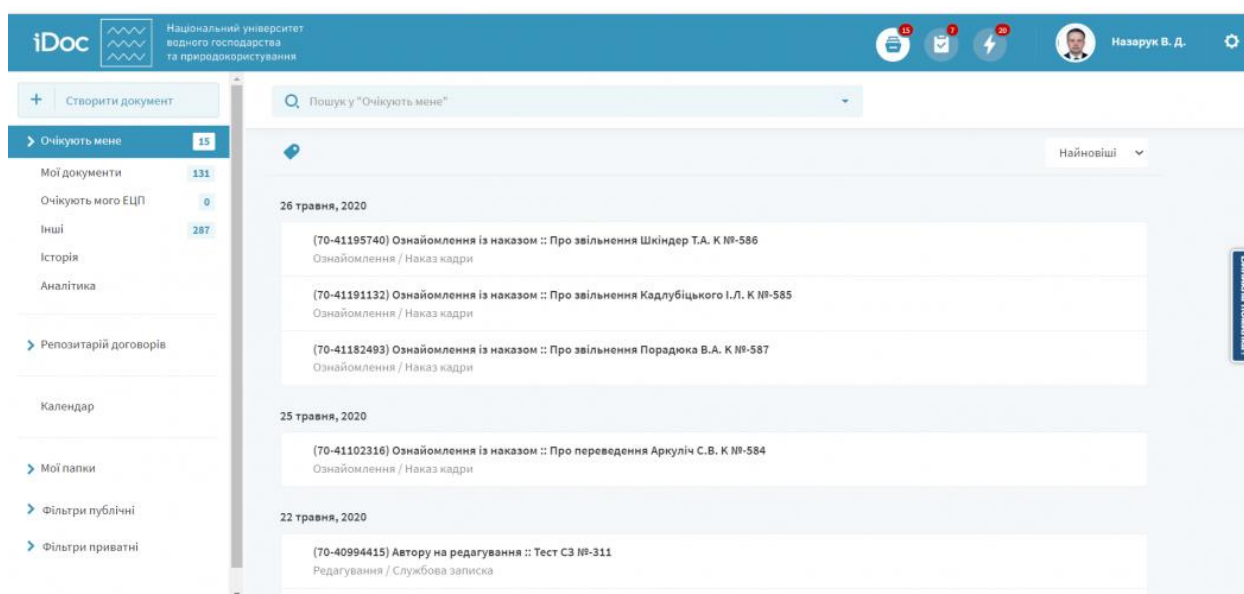 iDoc
Національний університет
водного господарства
та природокористування
15
7
20
Назарук В. Д.
+ Створити документ
Пошук у "Очікують мене"
Очікують мене 15
Мої документи 131
Очікують мого ЕЦП 0
Інші 287
Історія
Аналітика
Репозитарій договорів
Календар
Мої папки
Фільтри публічні
Фільтри приватні
Найновіші
26 травня, 2020
(70-41195740) Ознайомлення із наказом :: Про звільнення Шкіндер Т.А. К №-586
Ознайомлення / Наказ кадри
(70-41191132) Ознайомлення із наказом :: Про звільнення Кадлубіцького І.Л. К №-585
Ознайомлення / Наказ кадри
(70-41182493) Ознайомлення із наказом :: Про звільнення Порадюка В.А. К №-587
Ознайомлення / Наказ кадри
25 травня, 2020
(70-41102316) Ознайомлення із наказом :: Про переведення Аркуліч С.В. К №-584
Ознайомлення / Наказ кадри
22 травня, 2020
(70-40994415) Автору на редагування :: Тест СЗ №-311
Редагування / Службова записка